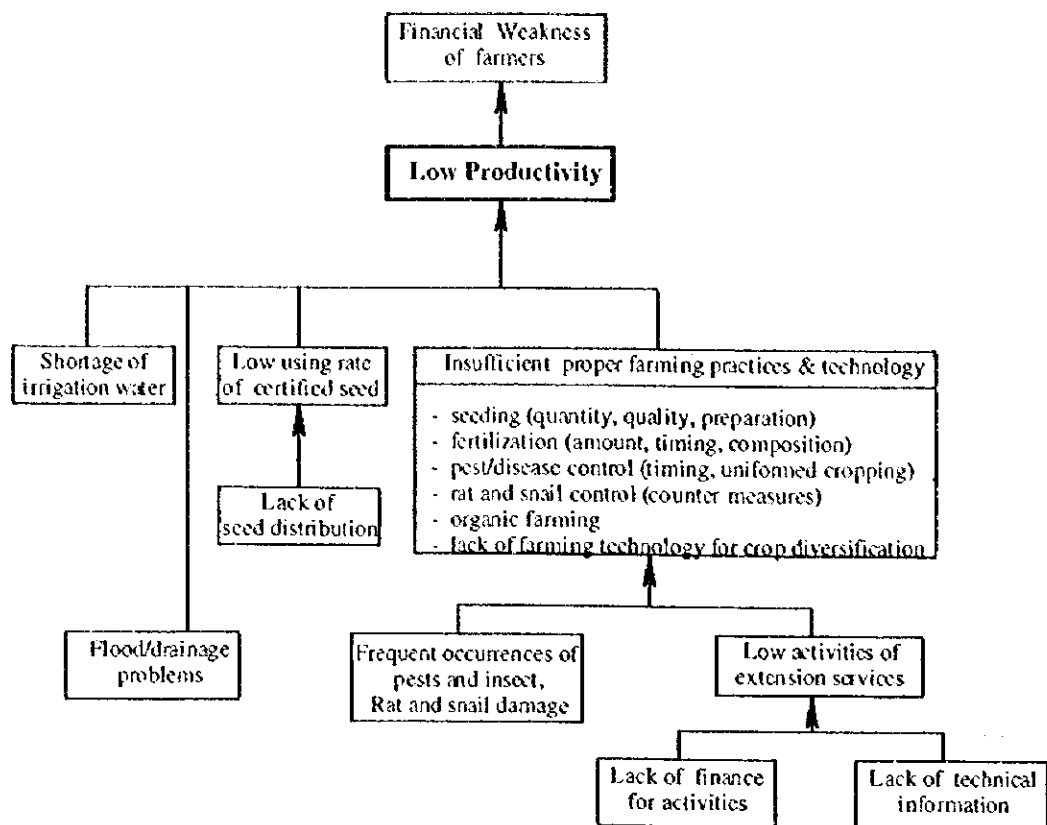 Financial Weakness
of farmers
Low Productivity
Shortage of
irrigation water
Low using rate
of certified seed
Insufficient proper farming practices & technology
- seeding (quantity, quality, preparation)
- fertilization (amount, timing, composition)
- pest/disease control (timing, uniformed cropping)
- rat and snail control (counter measures)
- organic farming
- lack of farming technology for crop diversification
Lack of
seed distribution
Flood/drainage
problems
Frequent occurrences of
pests and insect,
Rat and snail damage
Low activities of
extension services
Lack of finance
for activities
Lack of technical
information